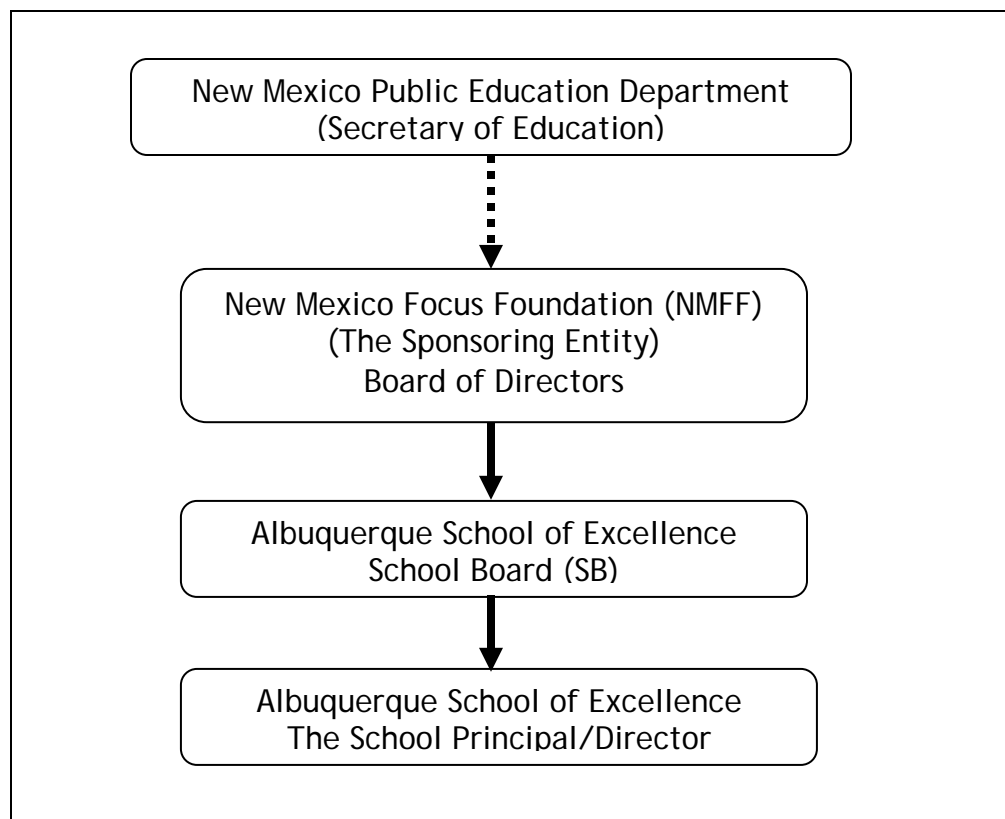 New Mexico Public Education Department
(Secretary of Education)
New Mexico Focus Foundation (NMFF)
(The Sponsoring Entity)
Board of Directors
Albuquerque School of Excellence
School Board (SB)
Albuquerque School of Excellence
The School Principal/Director